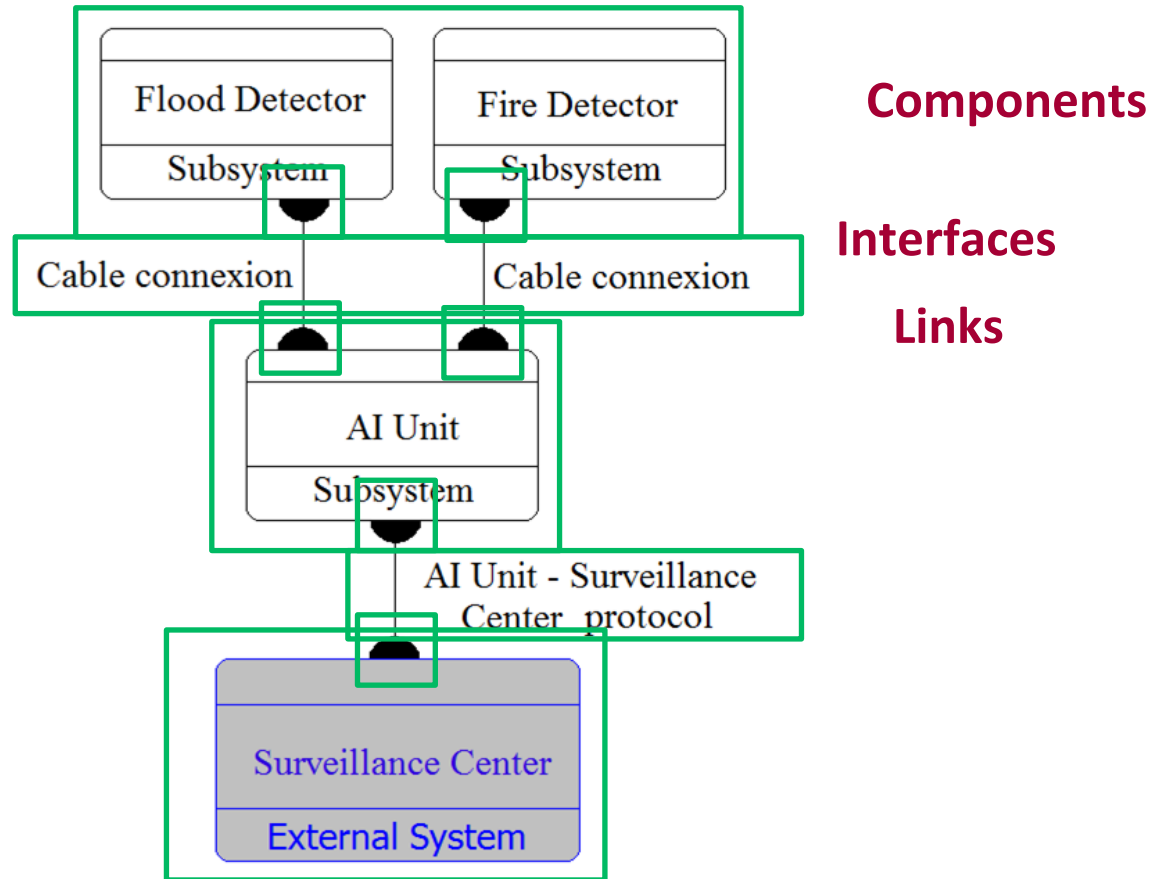 Flood Detector
Subsystem
Fire Detector
Subsystem
Components
Interfaces
Cable connexion
Cable connexion
Links
AI Unit
Subsystem
AI Unit - Surveillance
Center protocol
Surveillance Center
External System